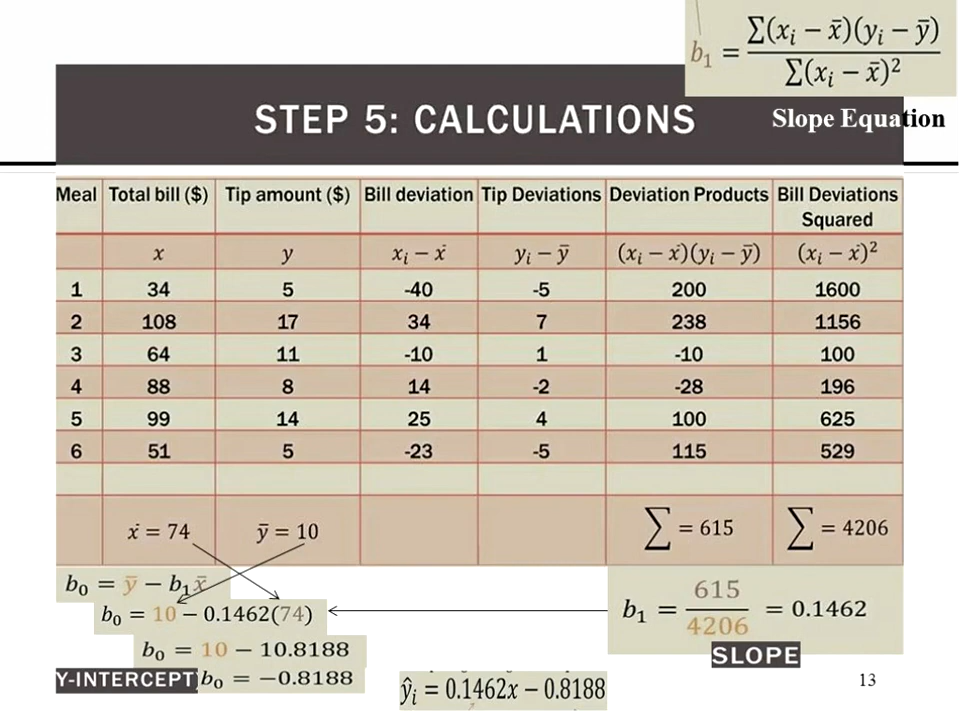 b₁ = ∑(xᵢ − x̄)(yᵢ − ȳ) / ∑(xᵢ − x̄)²
STEP 5: CALCULATIONS
Slope Equation
Meal Total bill ($) Tip amount ($) Bill deviation Tip Deviations Deviation Products Bill Deviations Squared
x y xᵢ − x̄ yᵢ − ȳ (xᵢ − x̄)(yᵢ − ȳ) (xᵢ − x̄)²
1 34 5 -40 -5 200 1600
2 108 17 34 7 238 1156
3 64 11 -10 1 -10 100
4 88 8 14 -2 -28 196
5 99 14 25 4 100 625
6 51 5 -23 -5 115 529
x̄ = 74 ȳ = 10 ∑ = 615 ∑ = 4206
b₀ = ȳ − b₁x̄
b₀ = 10 − 0.1462(74)
b₁ = 615 / 4206 = 0.1462
b₀ = 10 − 10.8188
SLOPE
Y-INTERCEPT b₀ = −0.8188
ŷᵢ = 0.1462x − 0.8188
13